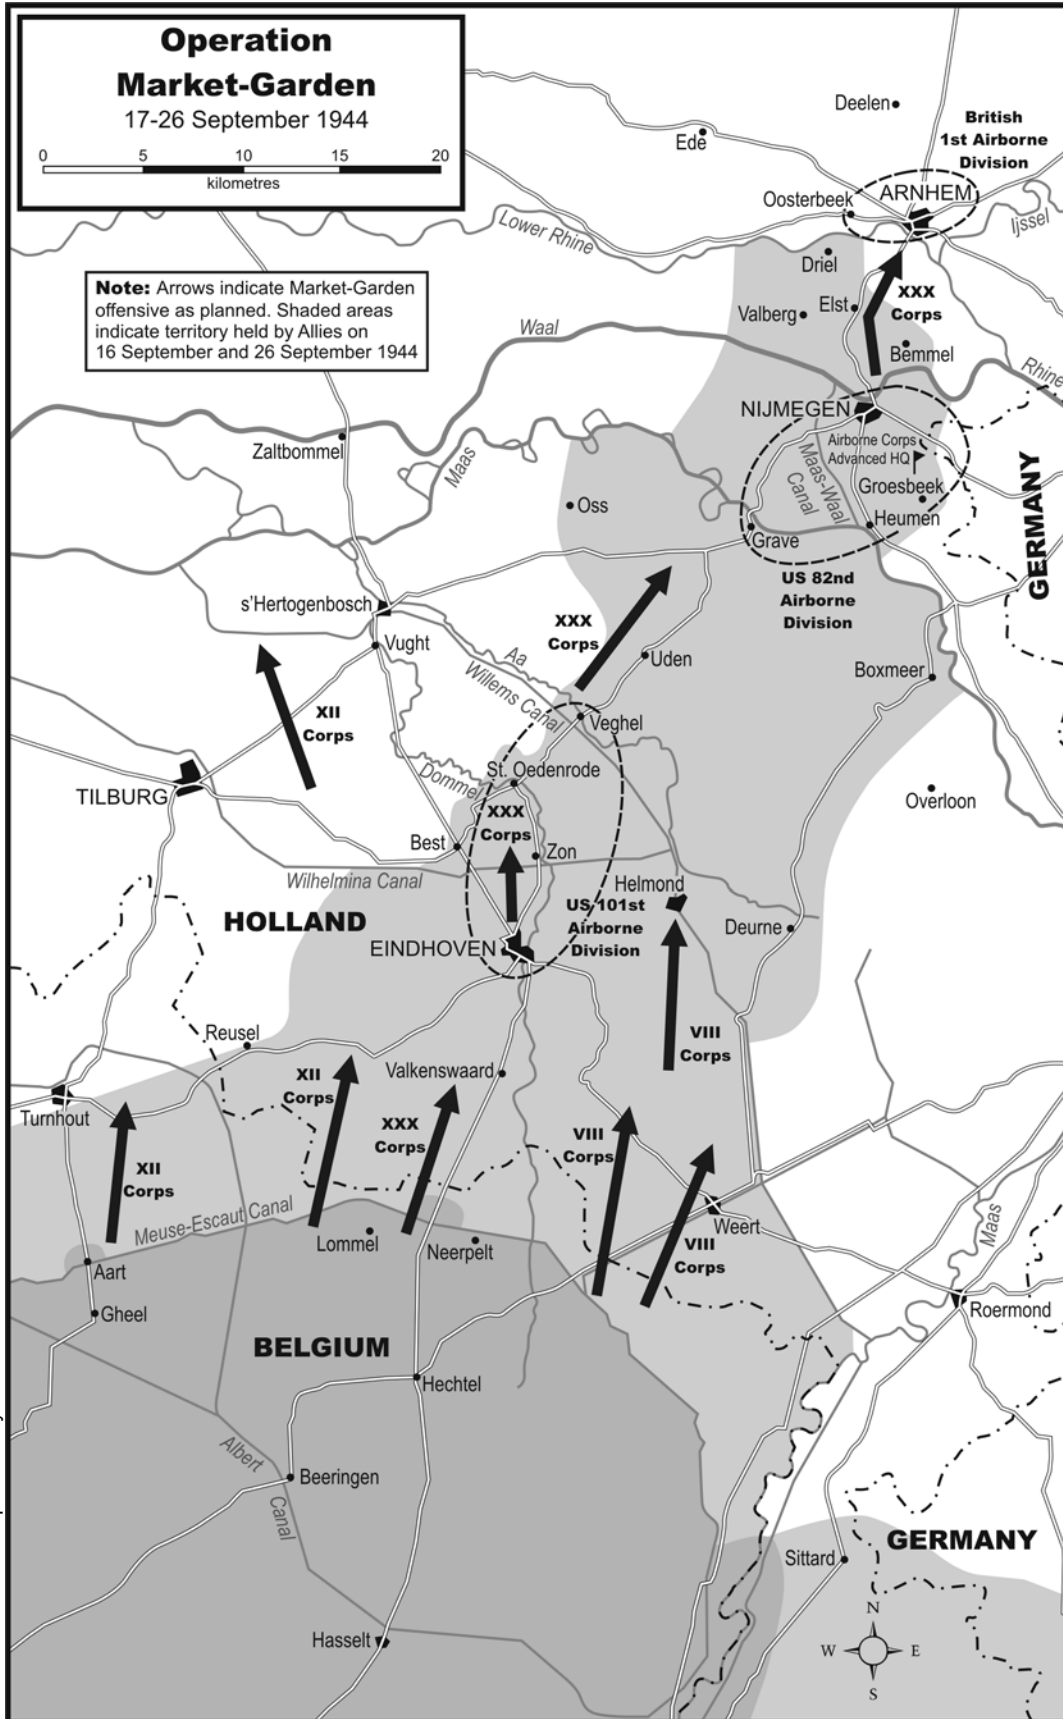 Operation
Market-Garden
17-26 September 1944
0 5 10 15 20
kilometres
Note: Arrows indicate Market-Garden
offensive as planned. Shaded areas
indicate territory held by Allies on
16 September and 26 September 1944
Deelen
British
1st Airborne
Division
Ede
ARNHEM
Oosterbeek
Ijssel
Lower Rhine
Driel
XXX
Corps
Elst
Valberg
Waal
Bemmel
Rhine
NIJMEGEN
Airborne Corps
Advanced HQ
Zaltbommel
Maas
Maas-Waal
Canal
Groesbeek
Oss
Heumen
Grave
GERMANY
US 82nd
Airborne
Division
s'Hertogenbosch
XXX
Corps
Vught
Aa
Uden
Boxmeer
Willems Canal
XII
Corps
Veghel
Dommel
St. Oedenrode
TILBURG
Overloon
XXX
Corps
Best
Zon
Wilhelmina Canal
Helmond
HOLLAND
US 101st
Airborne
Division
Deurne
EINDHOVEN
Reusel
VIII
Corps
Valkenswaard
XII
Corps
Turnhout
XXX
Corps
VIII
Corps
XII
Corps
Meuse-Escaut Canal
Weert
Maas
Lommel
Neerpelt
VIII
Corps
Aart
Gheel
Roermond
BELGIUM
Hechtel
Albert
Canal
Beeringen
GERMANY
Sittard
N
W E
S
Hasselt